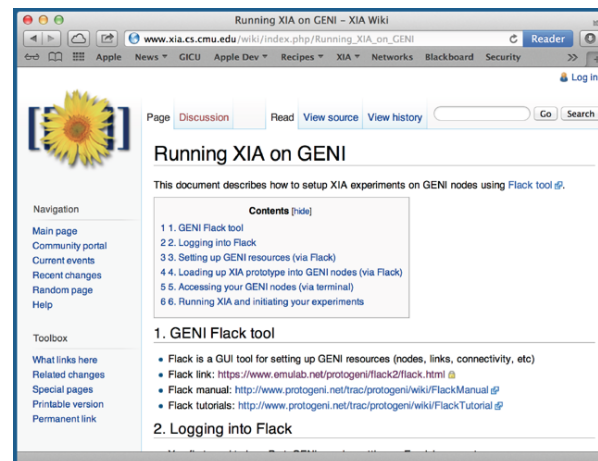 Running XIA on GENI – XIA Wiki
www.xia.cs.cmu.edu/wiki/index.php/Running_XIA_on_GENI
Reader
Apple News GICU Apple Dev Recipes XIA Networks Blackboard Security
Log in
Page Discussion Read View source View history Go Search
Running XIA on GENI
This document describes how to setup XIA experiments on GENI nodes using Flack tool.
Navigation
Main page
Community portal
Current events
Recent changes
Random page
Help
Toolbox
What links here
Related changes
Special pages
Printable version
Permanent link
Contents [hide]
1 1. GENI Flack tool
2 2. Logging into Flack
3 3. Setting up GENI resources (via Flack)
4 4. Loading up XIA prototype into GENI nodes (via Flack)
5 5. Accessing your GENI nodes (via terminal)
6 6. Running XIA and initiating your experiments
1. GENI Flack tool
• Flack is a GUI tool for setting up GENI resources (nodes, links, connectivity, etc)
• Flack link: https://www.emulab.net/protogeni/flack2/flack.html
• Flack manual: http://www.protogeni.net/trac/protogeni/wiki/FlackManual
• Flack tutorials: http://www.protogeni.net/trac/protogeni/wiki/FlackTutorial
2. Logging into Flack